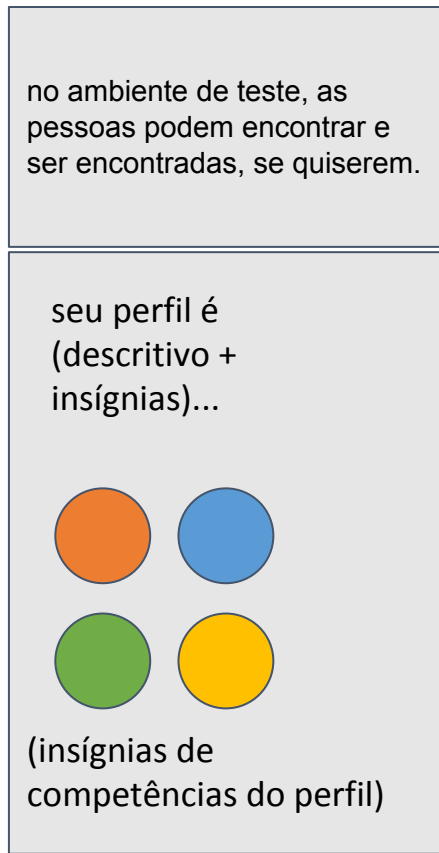 no ambiente de teste, as
pessoas podem encontrar e
ser encontradas, se quiserem.
seu perfil é
(descritivo +
insígnias)...
(insígnias de
competências do perfil)